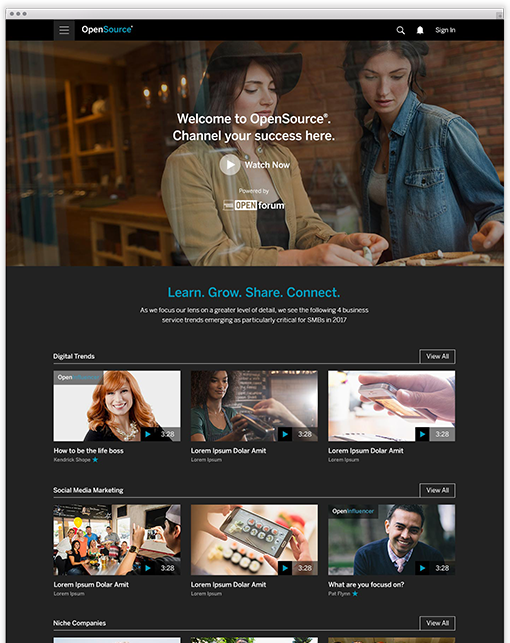 OpenSource®
Sign In
Welcome to OpenSource®.
Channel your success here.
Watch Now
Powered by
OPEN forum
Learn. Grow. Share. Connect.
As we focus our lens on a greater level of detail, we see the following 4 business
service trends emerging as particularly critical for SMBs in 2017
Digital Trends
View All
OpenInfluencer
3:28
3:28
3:28
How to be the life boss
Lorem Ipsum Dolar Amit
Lorem Ipsum Dolar Amit
Kendrick Shope
Lorem Ipsum
Lorem Ipsum
Social Media Marketing
View All
OpenInfluencer
3:28
3:28
3:28
Lorem Ipsum Dolar Amit
Lorem Ipsum Dolar Amit
What are you focusd on?
Lorem Ipsum
Lorem Ipsum
Pat Flynn
Niche Companies
View All